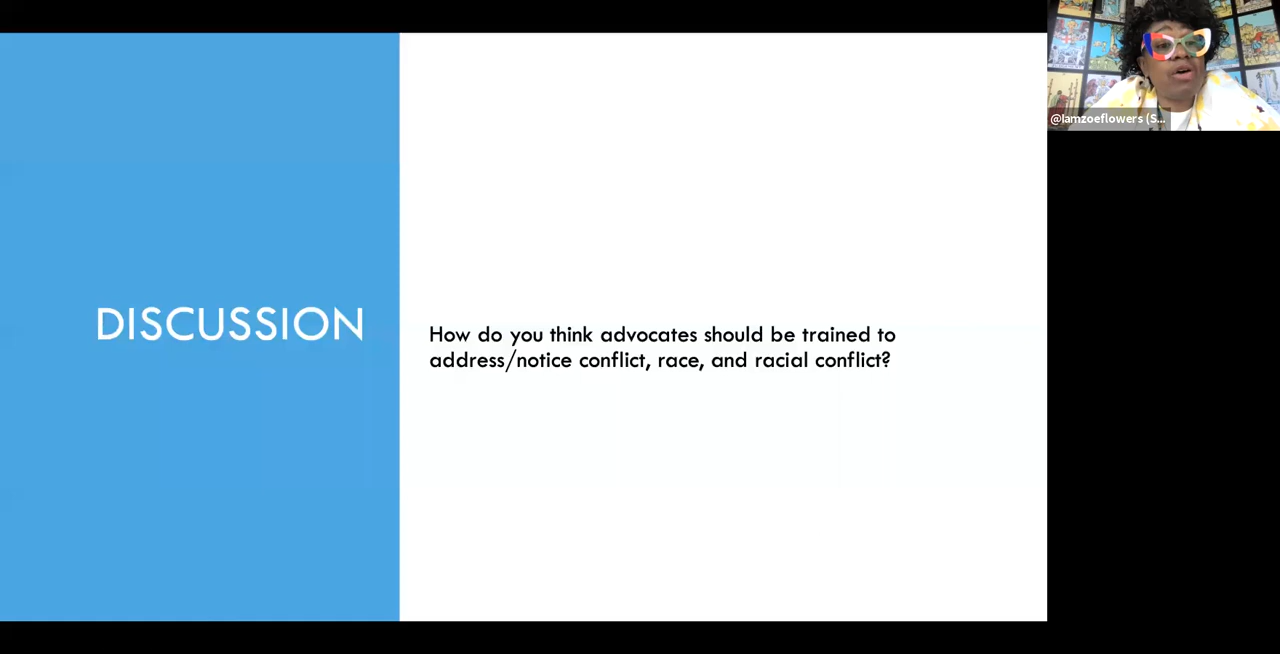 @Iamzoeflowers (S...
DISCUSSION
How do you think advocates should be trained to
address/notice conflict, race, and racial conflict?